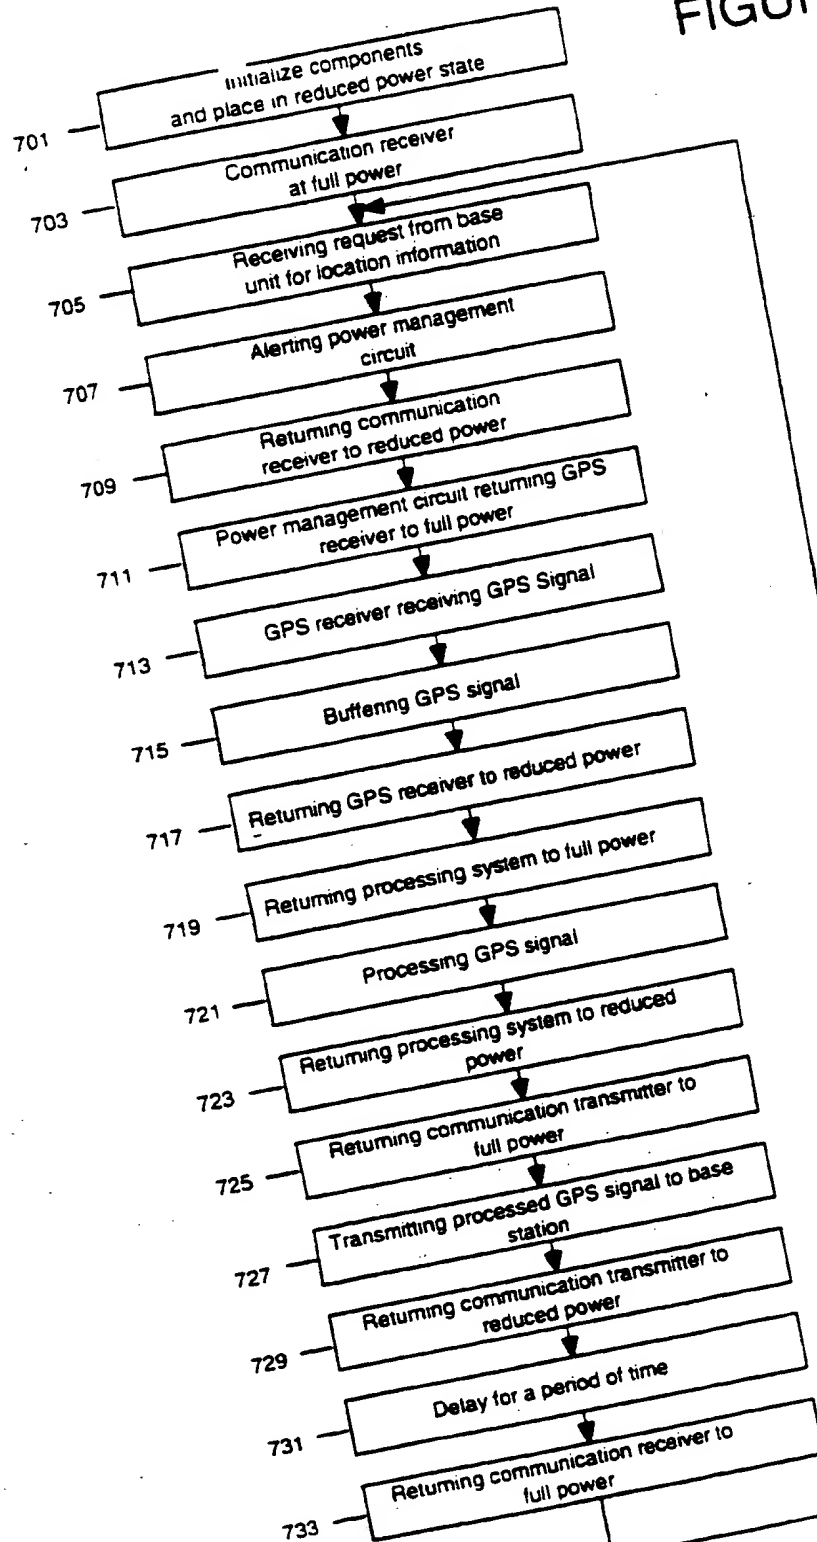 Initialize components
and place in reduced power state
701
Communication receiver
at full power
703
Receiving request from base
unit for location information
705
Alerting power management
circuit
707
Returning communication
receiver to reduced power
709
Power management circuit returning GPS
receiver to full power
711
GPS receiver receiving GPS Signal
713
Buffering GPS signal
715
Returning GPS receiver to reduced power
717
Returning processing system to full power
719
Processing GPS signal
721
Returning processing system to reduced
power
723
Returning communication transmitter to
full power
725
Transmitting processed GPS signal to base
station
727
Returning communication transmitter to
reduced power
729
Delay for a period of time
731
Returning communication receiver to
full power
733